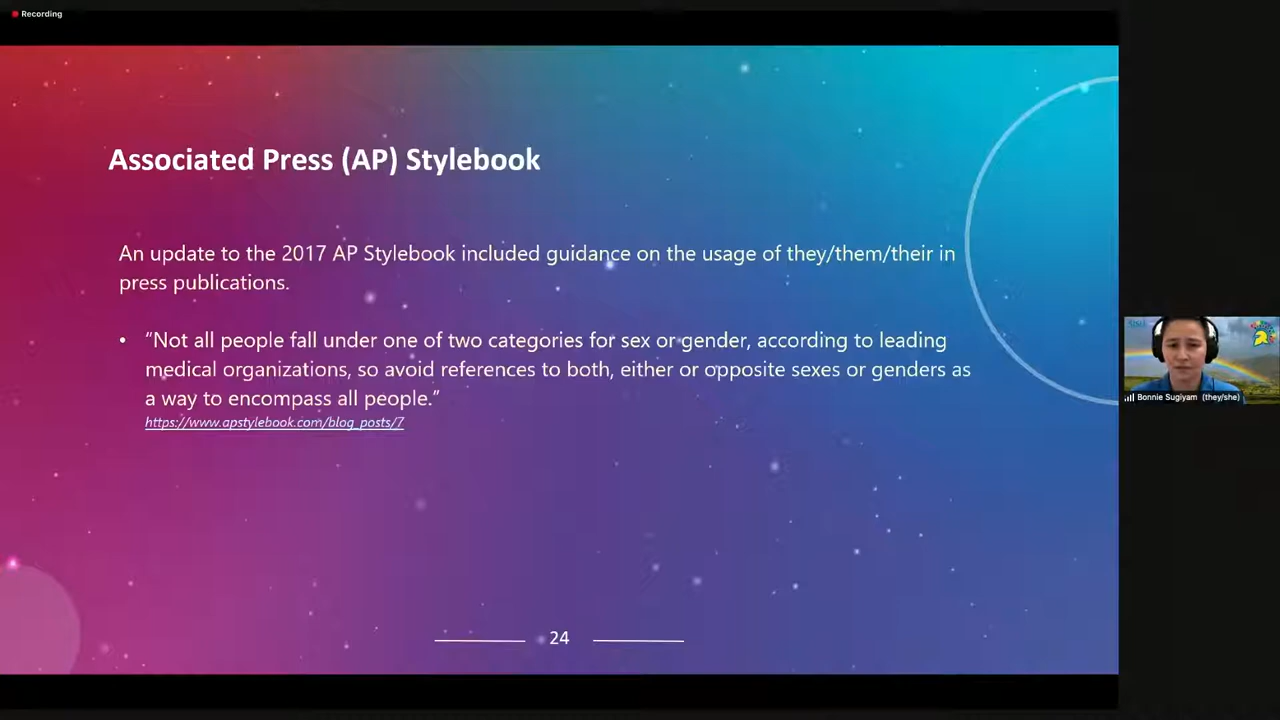 Recording
Associated Press (AP) Stylebook
An update to the 2017 AP Stylebook included guidance on the usage of they/them/their in
press publications.
• “Not all people fall under one of two categories for sex or gender, according to leading
medical organizations, so avoid references to both, either or opposite sexes or genders as
a way to encompass all people.”
https://www.apstylebook.com/blog_posts/7
24
Bonnie Sugiyam (they/she)